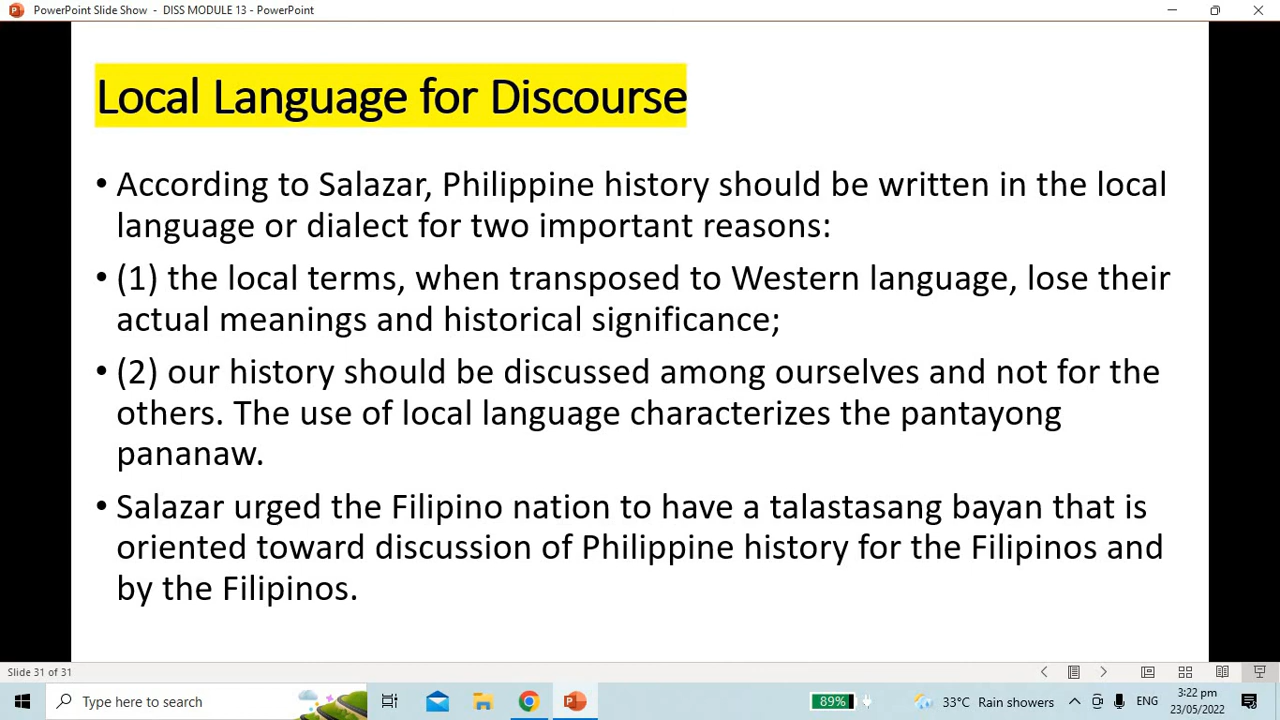 PowerPoint Slide Show - DISS MODULE 13 - PowerPoint
Local Language for Discourse
• According to Salazar, Philippine history should be written in the local
language or dialect for two important reasons:
• (1) the local terms, when transposed to Western language, lose their
actual meanings and historical significance;
• (2) our history should be discussed among ourselves and not for the
others. The use of local language characterizes the pantayong
pananaw.
• Salazar urged the Filipino nation to have a talastasang bayan that is
oriented toward discussion of Philippine history for the Filipinos and
by the Filipinos.
Slide 31 of 31
Type here to search
89%
33°C Rain showers
ENG
3:22 pm
23/05/2022